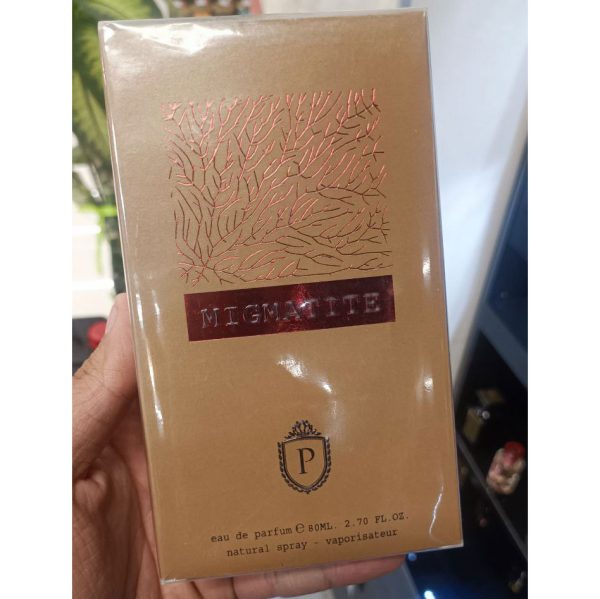 MIGMATITE
P
eau de parfum ℮ 80ML. 2.70 FL.OZ.
natural spray - vaporisateur